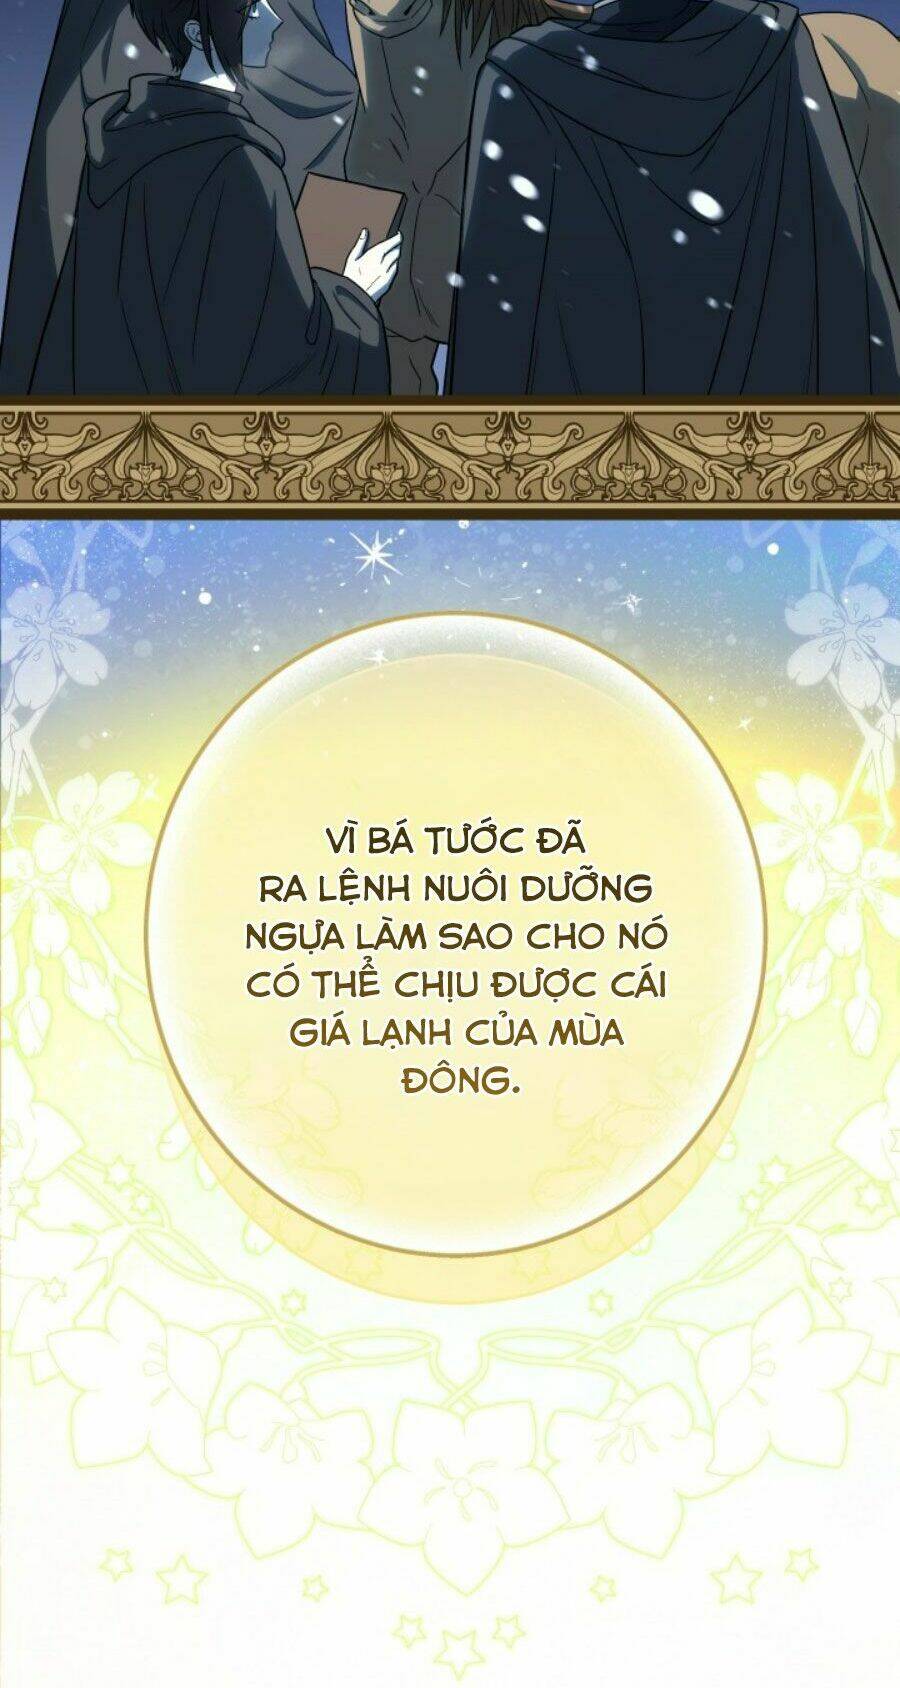 VÌ BÁ TƯỚC ĐÃ
RA LỆNH NUÔI DƯỠNG
NGỰA LÀM SAO CHO NÓ
CÓ THỂ CHỊU ĐƯỢC CÁI
GIÁ LẠNH CỦA MÙA
ĐÔNG.